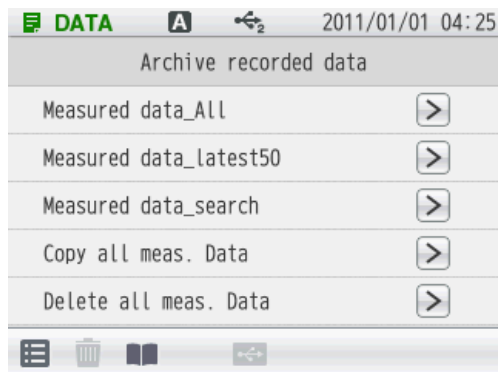 DATA A 2 2011/01/01 04:25
Archive recorded data
Measured data_All
Measured data_latest50
Measured data_search
Copy all meas. Data
Delete all meas. Data